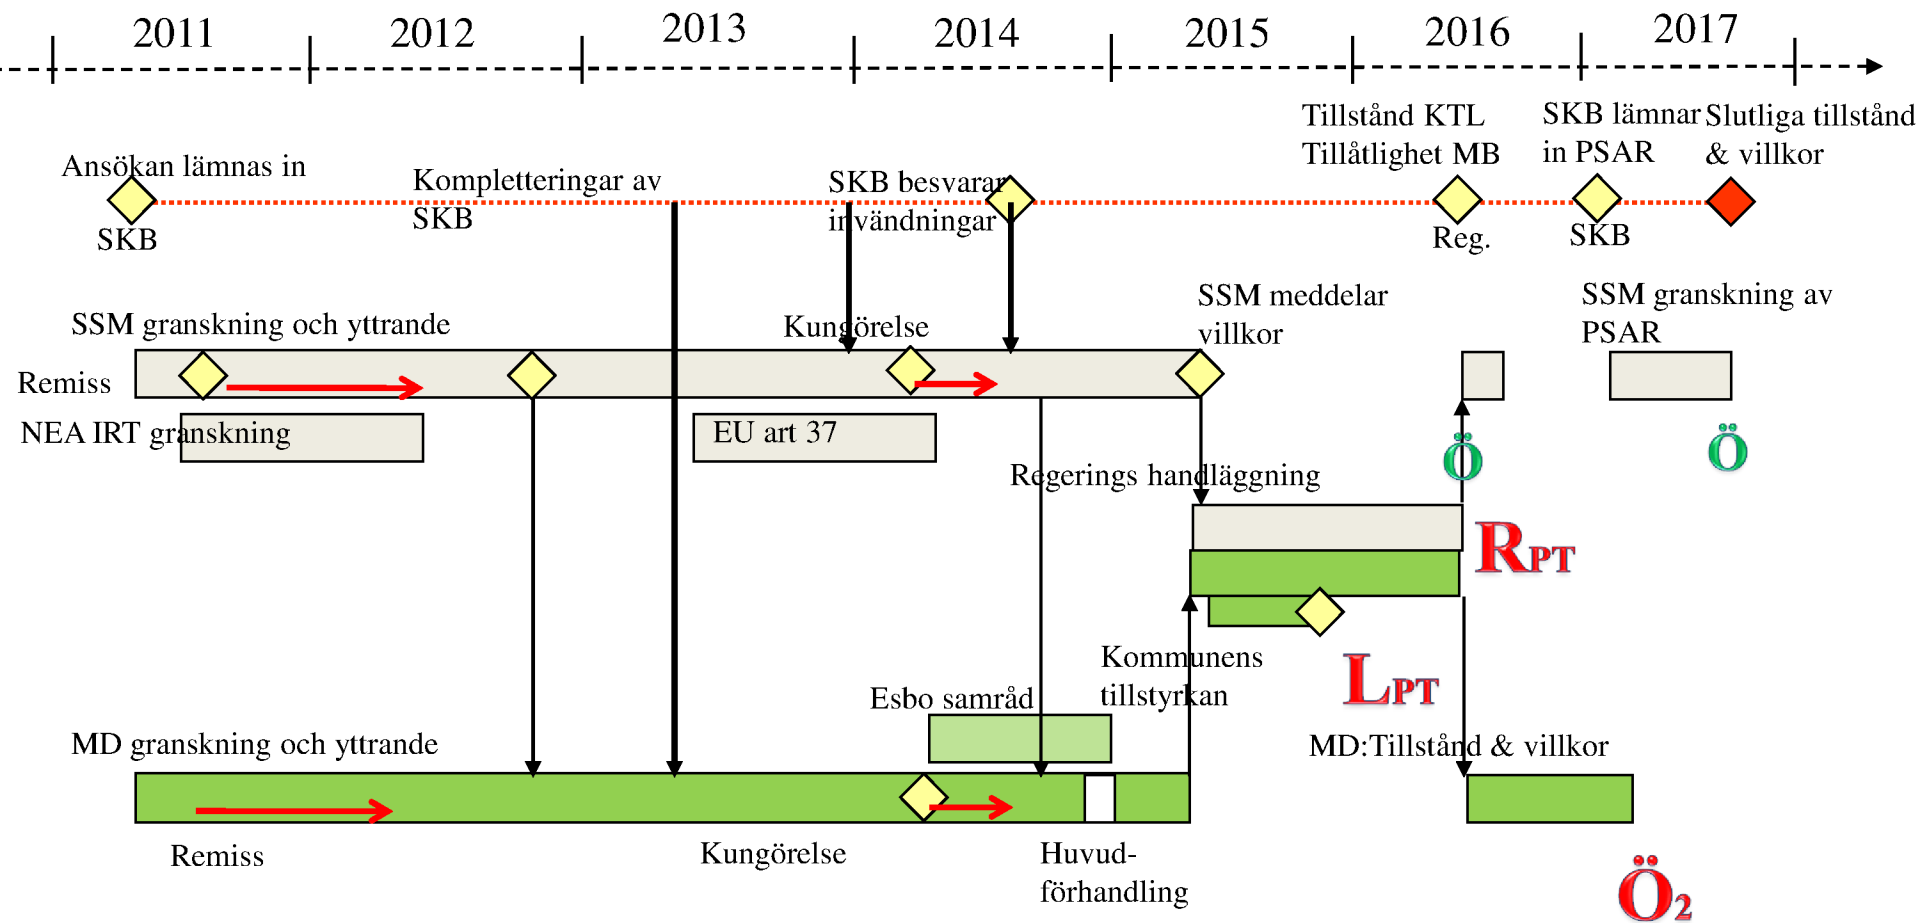 2011 2012 2013 2014 2015 2016 2017
Ansökan lämnas in
SKB
Kompletteringar av
SKB
SKB besvarar
invändningar
Tillstånd KTL
Tillåtlighet MB
Reg.
SKB lämnar
in PSAR
SKB
Slutliga tillstånd
& villkor
SSM granskning och yttrande
Kungörelse
SSM meddelar
villkor
SSM granskning av
PSAR
Remiss
NEA IRT granskning
EU art 37
Ö
Ö
Regerings handläggning
RPT
Kommunens
tillstyrkan
LPT
Esbo samråd
MD granskning och yttrande
MD:Tillstånd & villkor
Remiss
Kungörelse
Huvud-
förhandling
Ö2